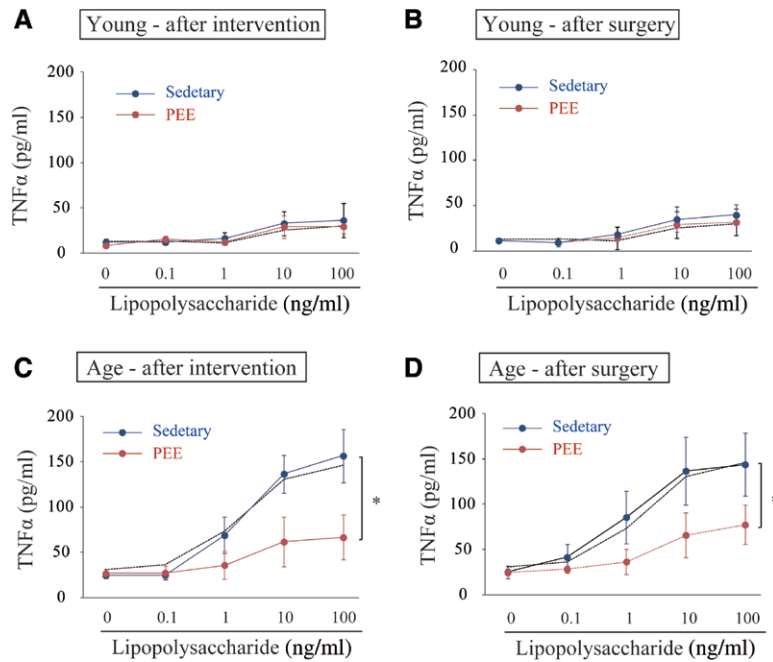 A
Young - after intervention
TNFα (pg/ml)
200
150
100
50
0
Sedetary
PEE
0 0.1 1 10 100
Lipopolysaccharide (ng/ml)
B
Young - after surgery
TNFα (pg/ml)
200
150
100
50
0
Sedetary
PEE
0 0.1 1 10 100
Lipopolysaccharide (ng/ml)
C
Age - after intervention
TNFα (pg/ml)
200
150
100
50
0
Sedetary
PEE
*
0 0.1 1 10 100
Lipopolysaccharide (ng/ml)
D
Age - after surgery
TNFα (pg/ml)
200
150
100
50
0
Sedetary
PEE
*
0 0.1 1 10 100
Lipopolysaccharide (ng/ml)